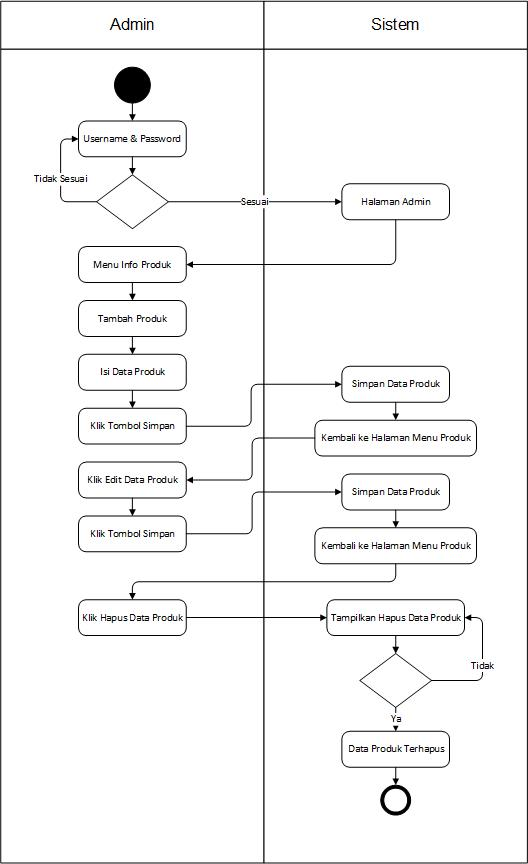 Admin
Sistem
Username & Password
Tidak Sesuai
Sesuai
Halaman Admin
Menu Info Produk
Tambah Produk
Isi Data Produk
Klik Tombol Simpan
Simpan Data Produk
Kembali ke Halaman Menu Produk
Klik Edit Data Produk
Klik Tombol Simpan
Simpan Data Produk
Kembali ke Halaman Menu Produk
Klik Hapus Data Produk
Tampilkan Hapus Data Produk
Tidak
Ya
Data Produk Terhapus